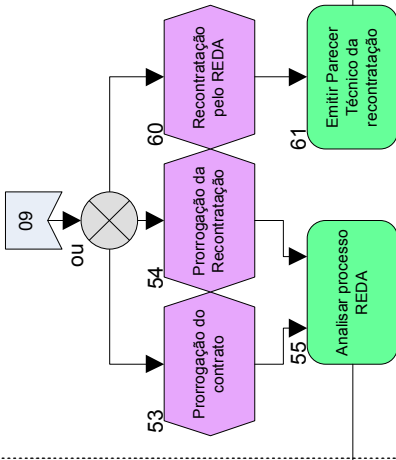 09
ou
53
Prorrogação do
contrato
54
Prorrogação da
Recontratação
60
Recontratação
pelo REDA
55
Analisar processo
REDA
61
Emitir Parecer
Técnico da
recontratação